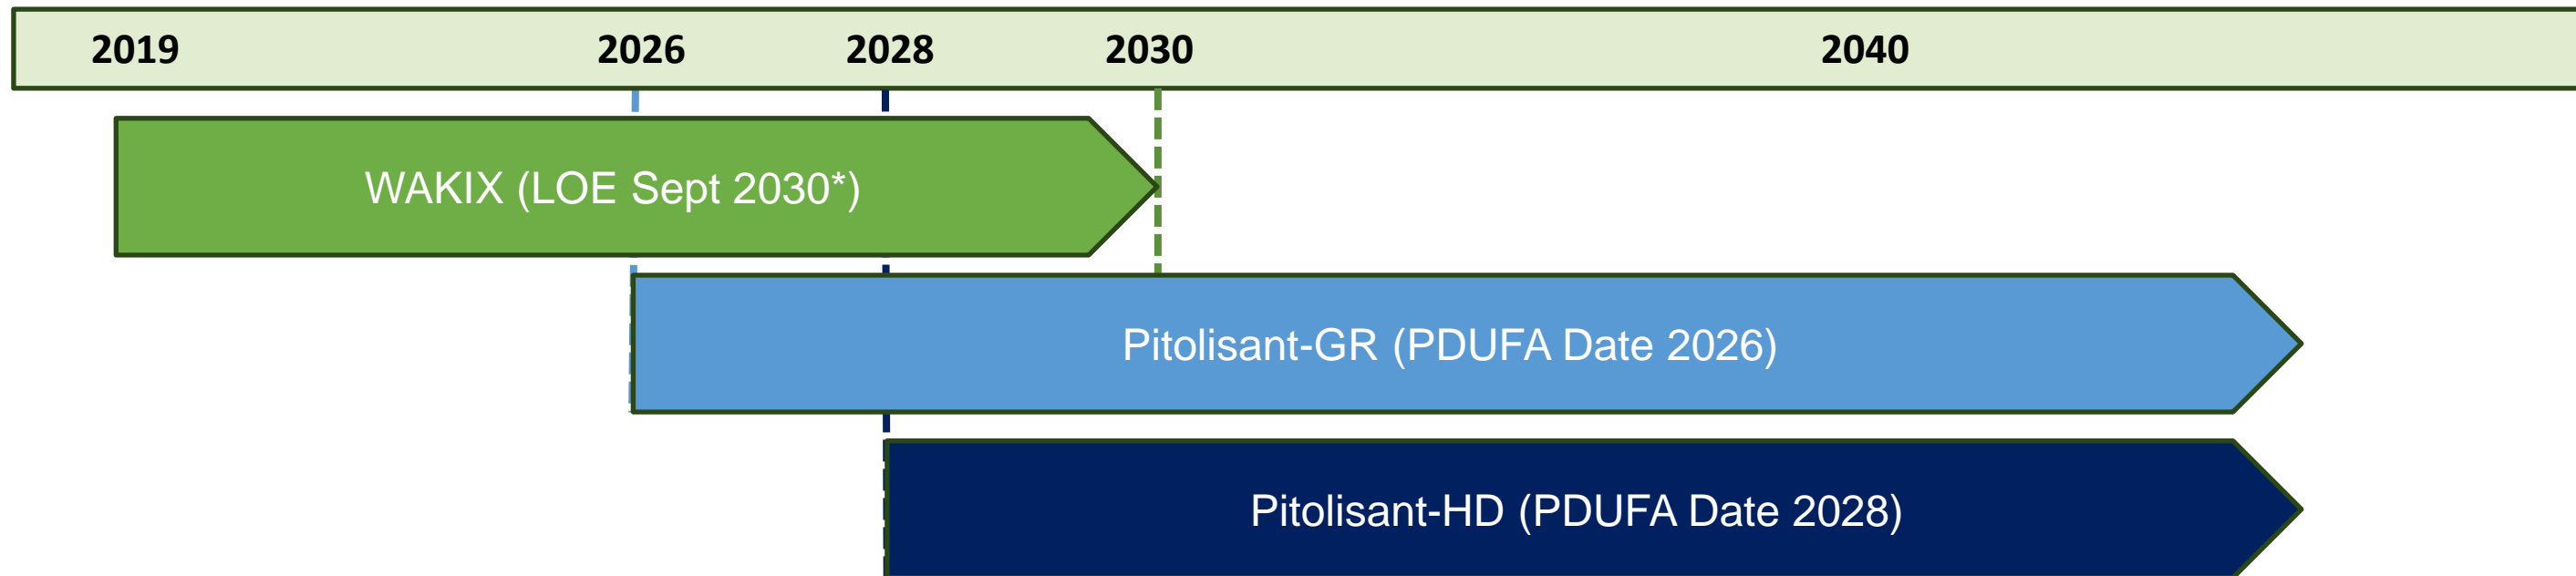 2019 2026 2028 2030 2040
WAKIX (LOE Sept 2030*)
Pitolisant-GR (PDUFA Date 2026)
Pitolisant-HD (PDUFA Date 2028)